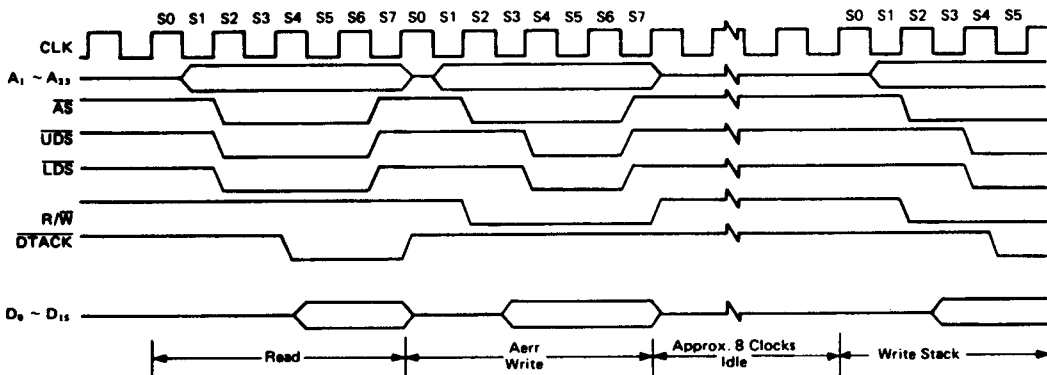 S0 S1 S2 S3 S4 S5 S6 S7 S0 S1 S2 S3 S4 S5 S6 S7 S0 S1 S2 S3 S4 S5
CLK
A₁ ~ A₂₃
AS
UDS
LDS
R/W
DTACK
D₀ ~ D₁₅
Read
Aerr
Write
Approx. 8 Clocks
Idle
Write Stack